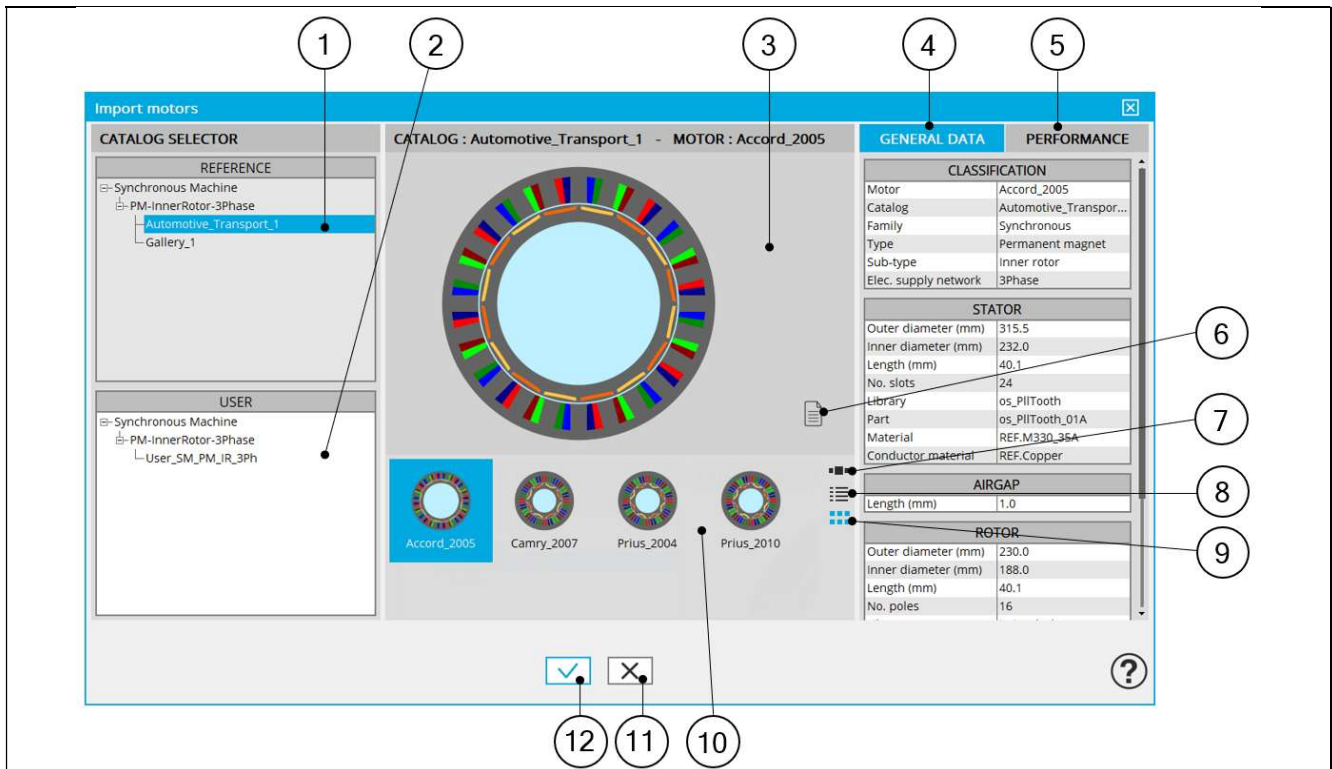 1
2
3
4
5
Import motors
CATALOG SELECTOR
REFERENCE
Synchronous Machine
PM-InnerRotor-3Phase
Automotive_Transport_1
Gallery_1
USER
Synchronous Machine
PM-InnerRotor-3Phase
User_SM_PM_IR_3Ph
CATALOG : Automotive_Transport_1 - MOTOR : Accord_2005
Accord_2005 Camry_2007 Prius_2004 Prius_2010
GENERAL DATA PERFORMANCE
CLASSIFICATION
Motor Accord_2005
Catalog Automotive_Transpor...
Family Synchronous
Type Permanent magnet
Sub-type Inner rotor
Elec. supply network 3Phase
STATOR
Outer diameter (mm) 315.5
Inner diameter (mm) 232.0
Length (mm) 40.1
No. slots 24
Library os_PllTooth
Part os_PllTooth_01A
Material REF.M330_35A
Conductor material REF.Copper
AIRGAP
Length (mm) 1.0
ROTOR
Outer diameter (mm) 230.0
Inner diameter (mm) 188.0
Length (mm) 40.1
No. poles 16
6
7
8
9
?
12
11
10